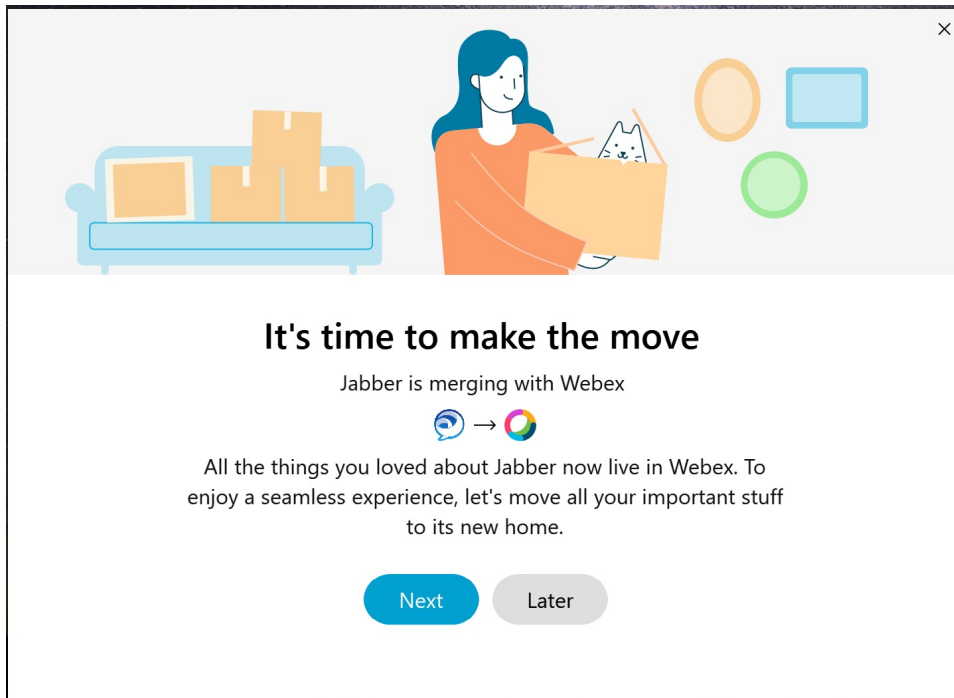 It's time to make the move
Jabber is merging with Webex
All the things you loved about Jabber now live in Webex. To
enjoy a seamless experience, let's move all your important stuff
to its new home.
Next
Later